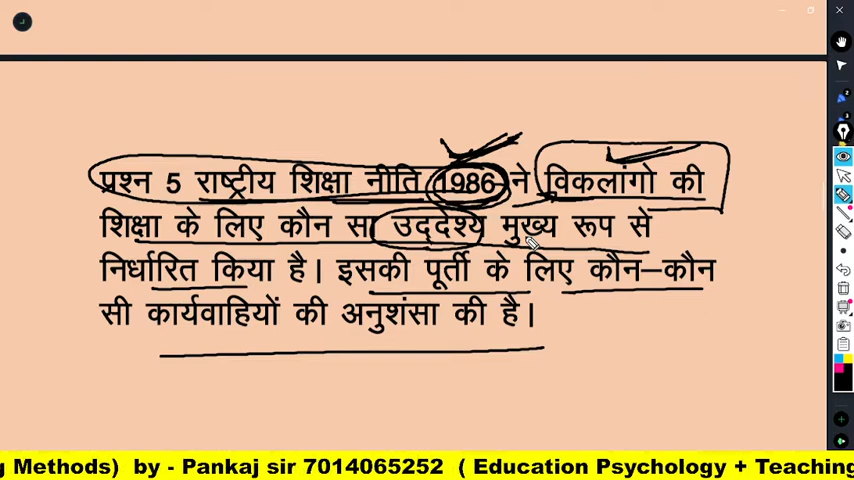 प्रश्न 5 राष्ट्रीय शिक्षा नीति 1986 ने विकलांगो की
शिक्षा के लिए कौन सा उद्देश्य मुख्य रूप से
निर्धारित किया है। इसकी पूर्ती के लिए कौन–कौन
सी कार्यवाहियों की अनुशंसा की है।
g Methods) by - Pankaj sir 7014065252 ( Education Psychology + Teaching